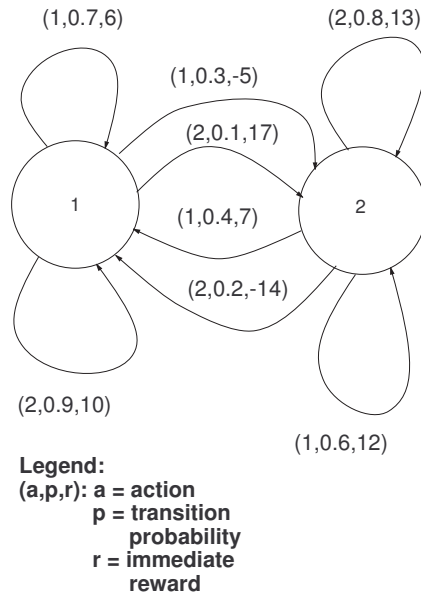 (1,0.7,6)
(2,0.8,13)
(1,0.3,-5)
(2,0.1,17)
1
2
(1,0.4,7)
(2,0.2,-14)
(2,0.9,10)
(1,0.6,12)
Legend:
(a,p,r): a = action
p = transition
probability
r = immediate
reward